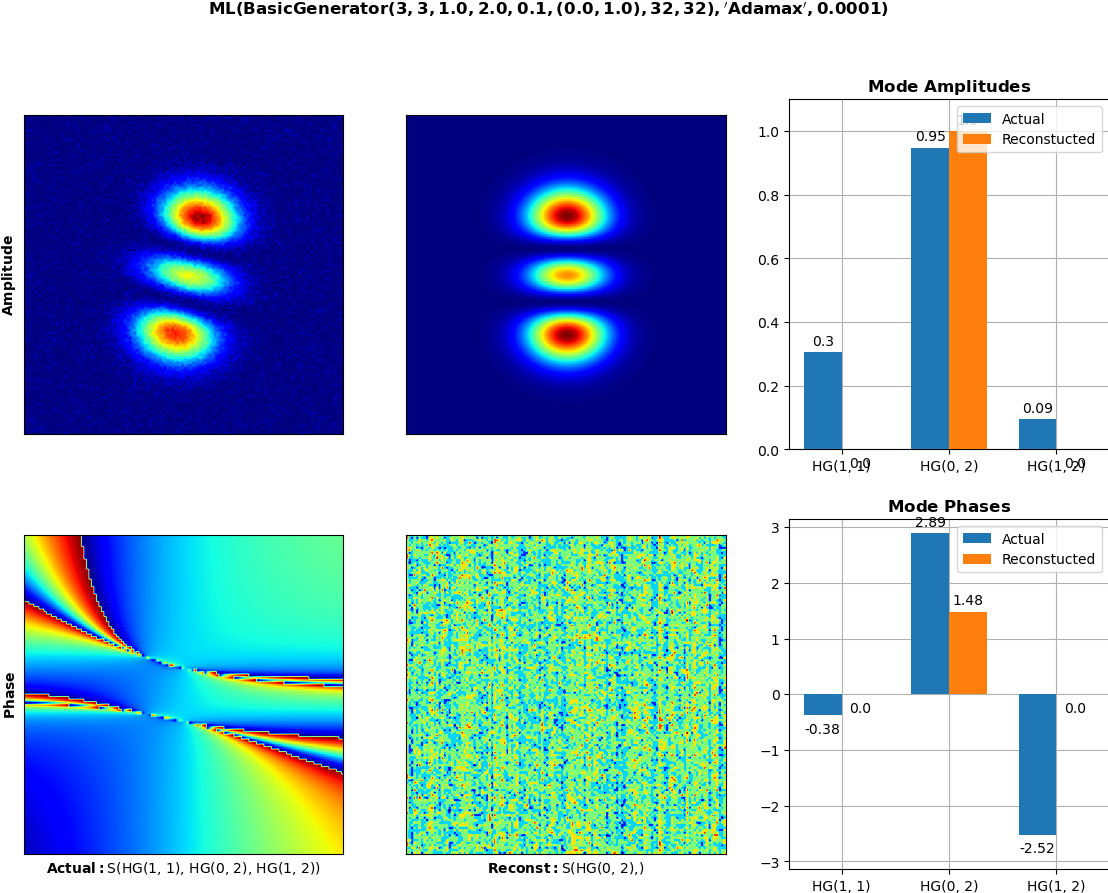 ML(BasicGenerator(3, 3, 1.0, 2.0, 0.1, (0.0, 1.0), 32, 32), 'Adamax', 0.0001)
Amplitude
Mode Amplitudes
Actual
Reconstucted
1.0
0.8
0.6
0.4
0.2
0.0
0.3
0.0
0.95
0.09
0.0
HG(1, 1)
HG(0, 2)
HG(1, 2)
Phase
Actual: S(HG(1, 1), HG(0, 2), HG(1, 2))
Reconst: S(HG(0, 2),)
Mode Phases
Actual
Reconstucted
3
2
1
0
−1
−2
−3
-0.38
0.0
2.89
1.48
-2.52
0.0
HG(1, 1)
HG(0, 2)
HG(1, 2)